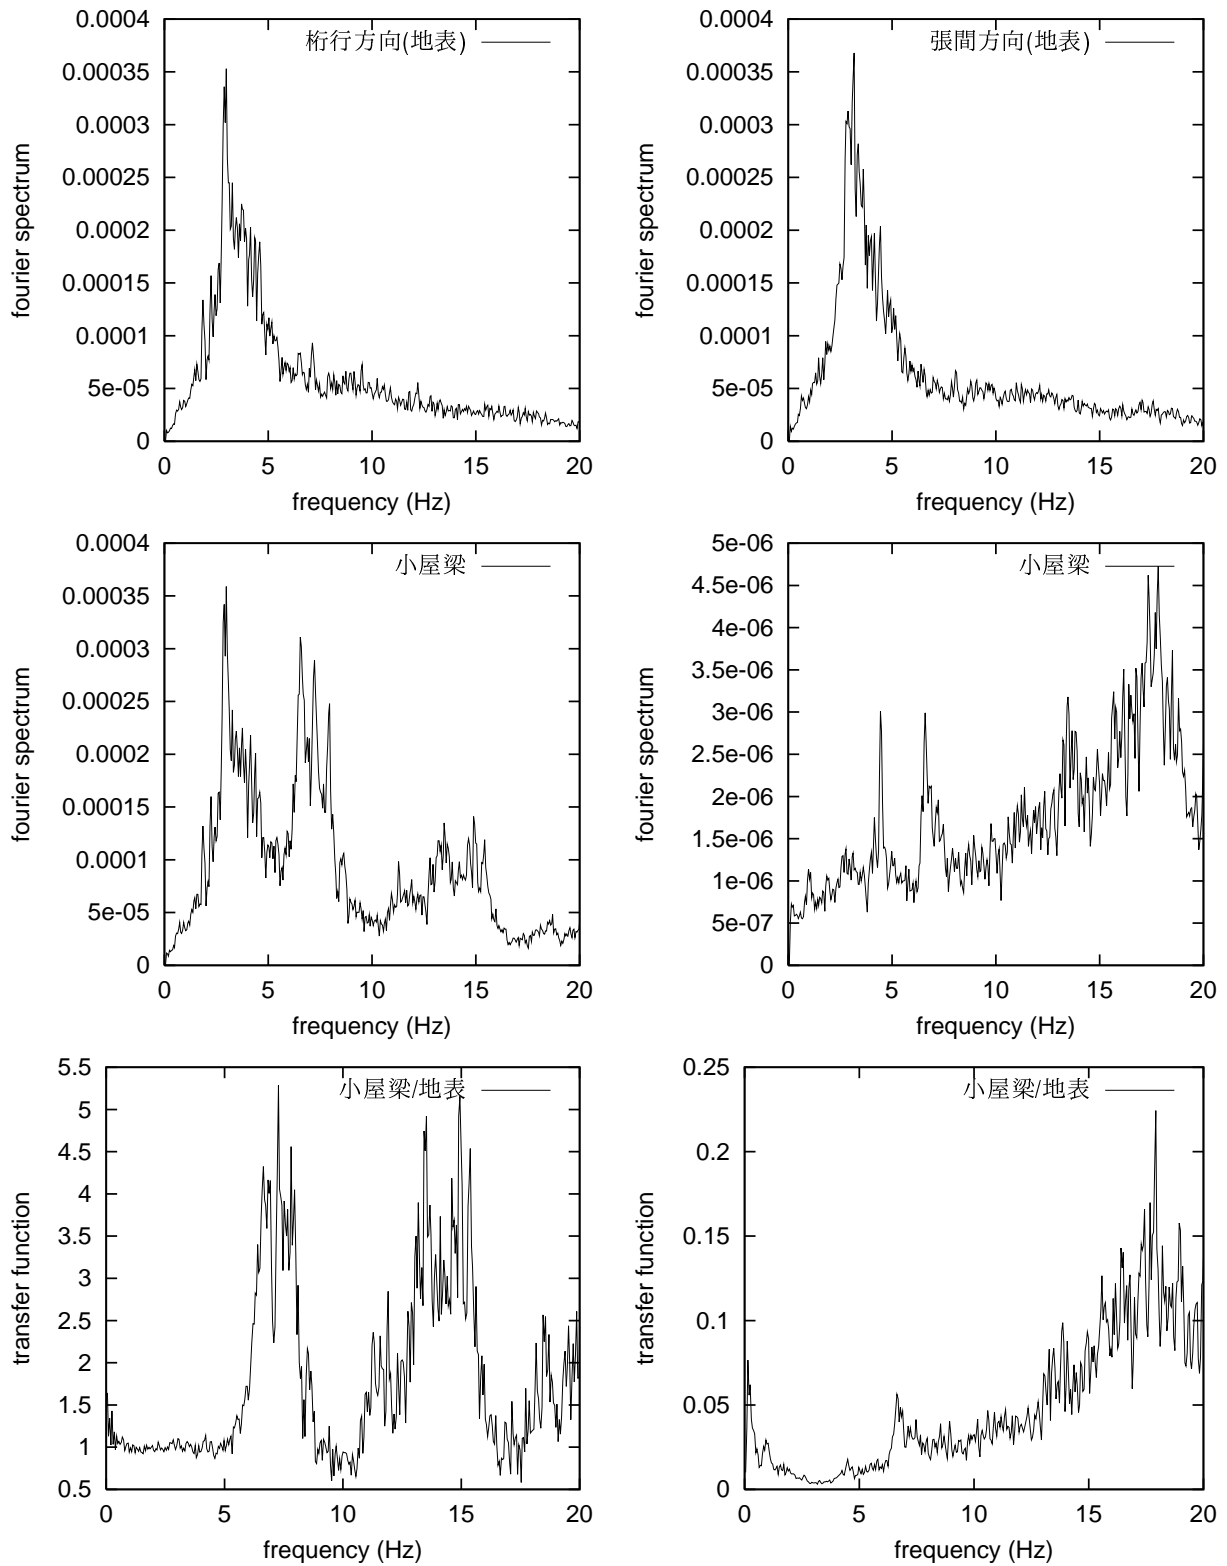 0.0004
0.00035
0.0003
0.00025
0.0002
0.00015
0.0001
5e-05
0
fourier spectrum
桁行方向(地表)
0 5 10 15 20
frequency (Hz)
0.0004
0.00035
0.0003
0.00025
0.0002
0.00015
0.0001
5e-05
0
fourier spectrum
張間方向(地表)
0 5 10 15 20
frequency (Hz)
0.0004
0.00035
0.0003
0.00025
0.0002
0.00015
0.0001
5e-05
0
fourier spectrum
小屋梁
0 5 10 15 20
frequency (Hz)
5e-06
4.5e-06
4e-06
3.5e-06
3e-06
2.5e-06
2e-06
1.5e-06
1e-06
5e-07
0
fourier spectrum
小屋梁
0 5 10 15 20
frequency (Hz)
5.5
5
4.5
4
3.5
3
2.5
2
1.5
1
0.5
transfer function
小屋梁/地表
0 5 10 15 20
frequency (Hz)
0.25
0.2
0.15
0.1
0.05
0
transfer function
小屋梁/地表
0 5 10 15 20
frequency (Hz)